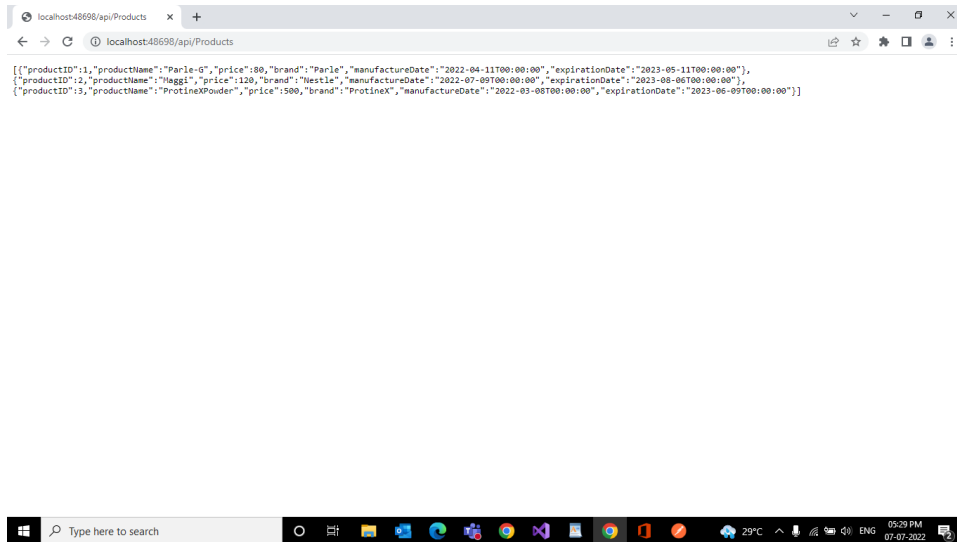 localhost:48698/api/Products
localhost:48698/api/Products
[{"productID":1,"productName":"Parle-G","price":80,"brand":"Parle","manufactureDate":"2022-04-11T00:00:00","expirationDate":"2023-05-11T00:00:00"},
{"productID":2,"productName":"Maggi","price":120,"brand":"Nestle","manufactureDate":"2022-07-09T00:00:00","expirationDate":"2023-08-06T00:00:00"},
{"productID":3,"productName":"ProtineXPowder","price":500,"brand":"ProtineX","manufactureDate":"2022-03-08T00:00:00","expirationDate":"2023-06-09T00:00:00"}]
Type here to search
29°C
ENG
05:29 PM
07-07-2022
2